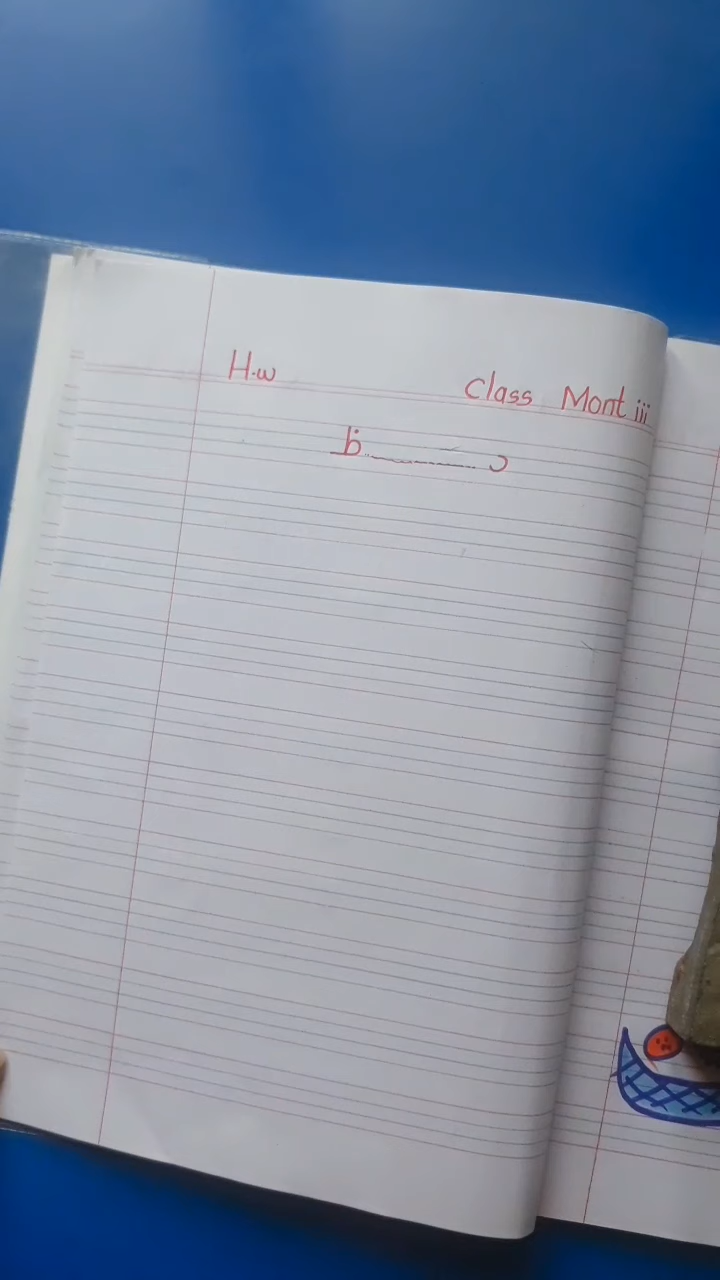 H.w Class Mont iii
د ........... ظ